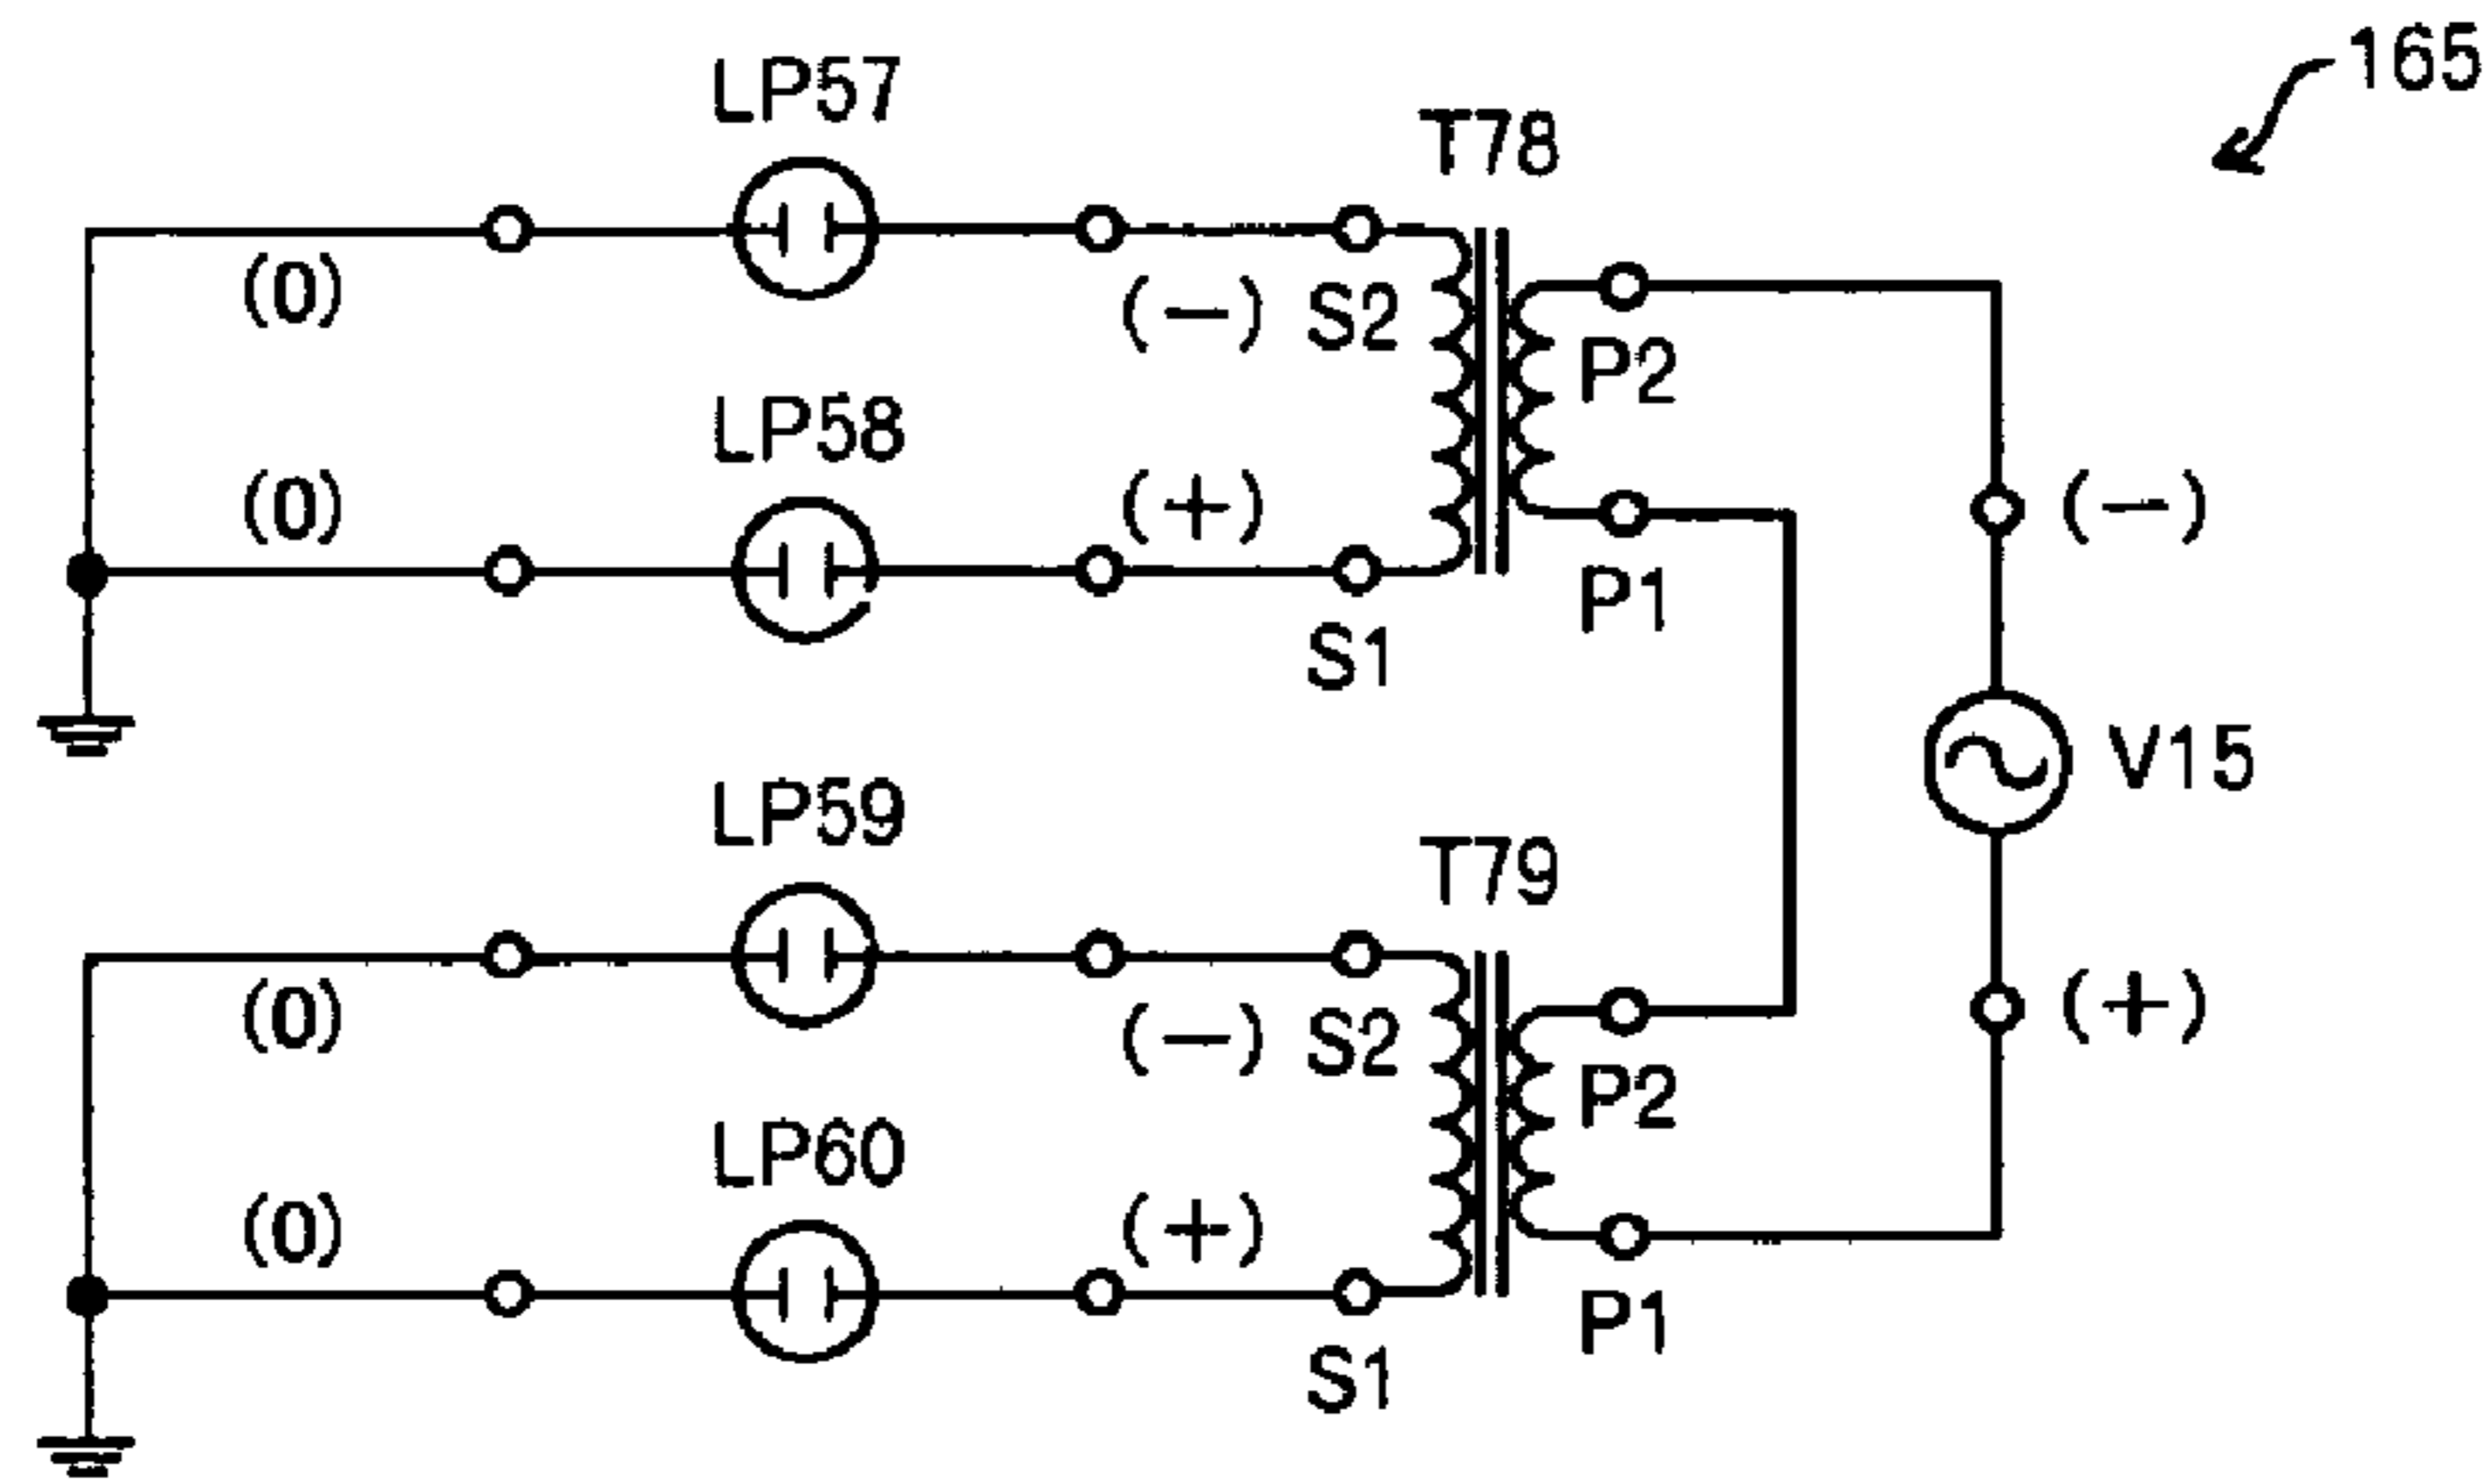 165
LP57
T78
(0)
(-) S2
P2
LP58
(0)
(+)
(-)
P1
S1
V15
LP59
T79
(0)
(-) S2
(+)
P2
LP60
(0)
(+)
P1
S1